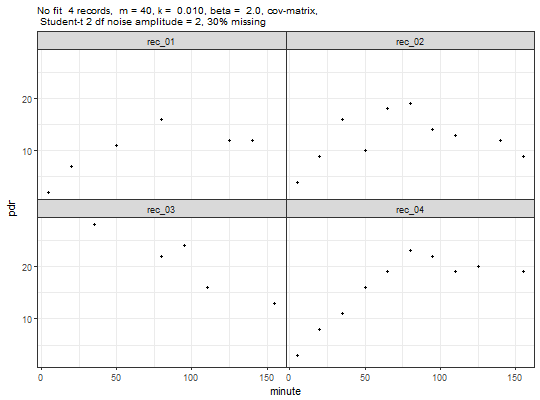 No fit 4 records, m = 40, k = 0.010, beta = 2.0, cov-matrix,
Student-t 2 df noise amplitude = 2, 30% missing
rec_01 rec_02
20
10
rec_03 rec_04
20
10
0 50 100 150 0 50 100 150
minute
pdr